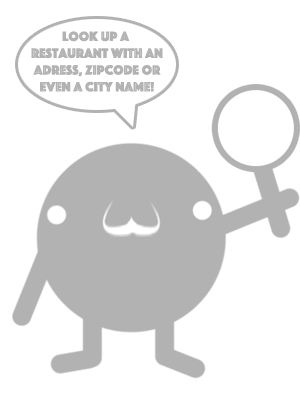 LOOK UP A
RESTAURANT WITH AN
ADRESS, ZIPCODE OR
EVEN A CITY NAME!